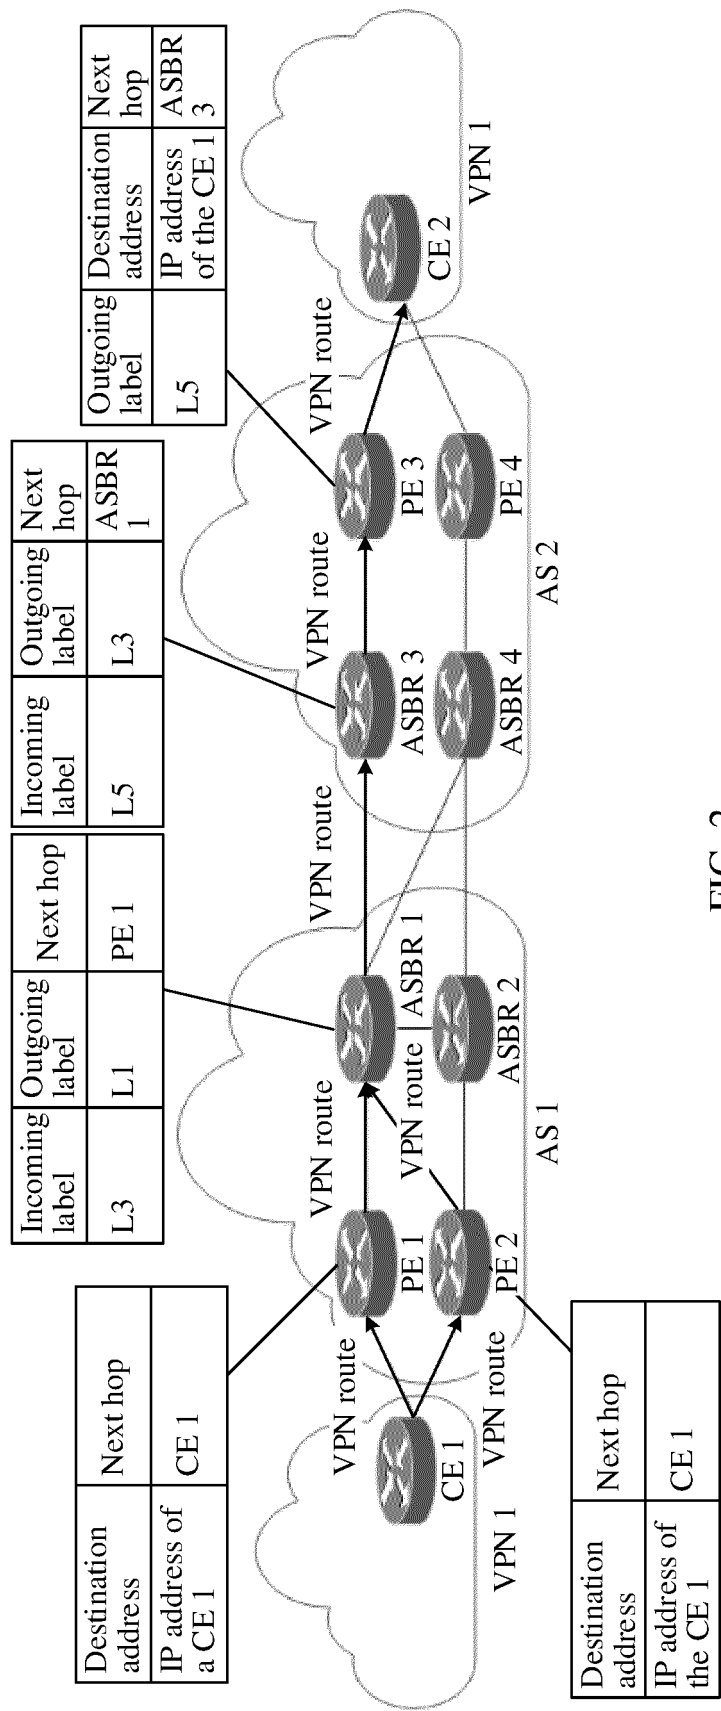 Destination
address
Next hop
IP address of
a CE 1
CE 1
Incoming
label
Outgoing
label
Next hop
L3
L1
PE 1
Incoming
label
Outgoing
label
Next
hop
L5
L3
ASBR
1
Outgoing
label
Destination
address
Next
hop
L5
IP address
of the CE 1
ASBR
3
VPN route
VPN route
VPN route
VPN route
VPN route
PE 1
ASBR 1
ASBR 3
PE 3
CE 1
CE 2
VPN route
VPN route
PE 2
ASBR 2
ASBR 4
PE 4
VPN 1
AS 1
AS 2
VPN 1
Destination
address
Next hop
IP address of
the CE 1
CE 1
FIG. 2